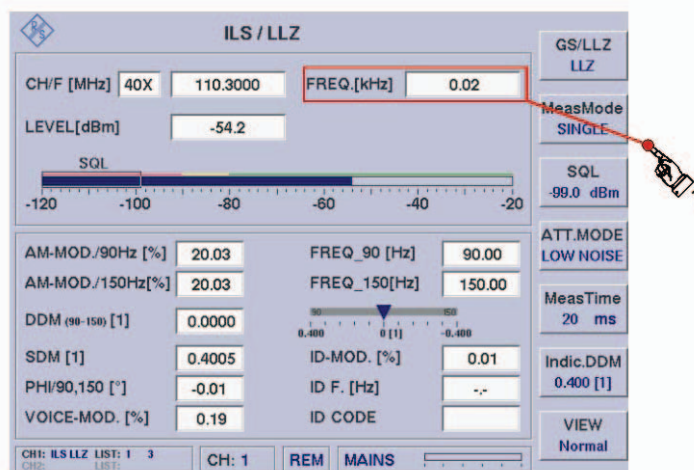 ILS / LLZ
CH/F [MHz] 40X 110.3000 FREQ.[kHz] 0.02
LEVEL[dBm] -54.2
SQL
-120 -100 -80 -60 -40 -20
AM-MOD./90Hz [%] 20.03 FREQ_90 [Hz] 90.00
AM-MOD./150Hz[%] 20.03 FREQ_150[Hz] 150.00
DDM (90-150) [1] 0.0000 90 150
0.400 0 [1] -0.400
SDM [1] 0.4005 ID-MOD. [%] 0.01
PHI/90,150 [°] -0.01 ID F. [Hz] -.-
VOICE-MOD. [%] 0.19 ID CODE
CH1: ILS LLZ LIST: 1 3
CH2: LIST:
CH: 1 REM MAINS
GS/LLZ
LLZ
MeasMode
SINGLE
SQL
-99.0 dBm
ATT.MODE
LOW NOISE
MeasTime
20 ms
Indic.DDM
0.400 [1]
VIEW
Normal